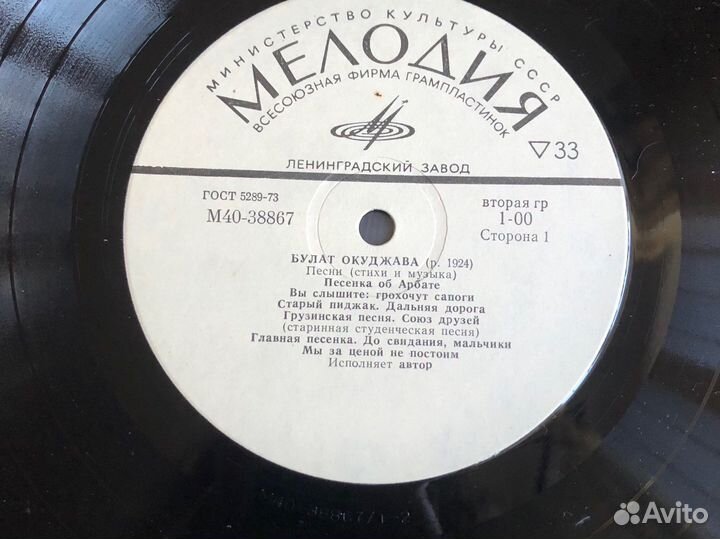 МИНИСТЕРСТВО КУЛЬТУРЫ СССР
МЕЛОДИЯ
ВСЕСОЮЗНАЯ ФИРМА ГРАМПЛАСТИНОК
▽33
ЛЕНИНГРАДСКИЙ ЗАВОД
ГОСТ 5289-73
М40-38867
вторая гр
1-00
Сторона 1
БУЛАТ ОКУДЖАВА (р. 1924)
Песни (стихи и музыка)
Песенка об Арбате
Вы слышите: грохочут сапоги
Старый пиджак. Дальняя дорога
Грузинская песня. Союз друзей
(старинная студенческая песня)
Главная песенка. До свидания, мальчики
Мы за ценой не постоим
Исполняет автор
Avito